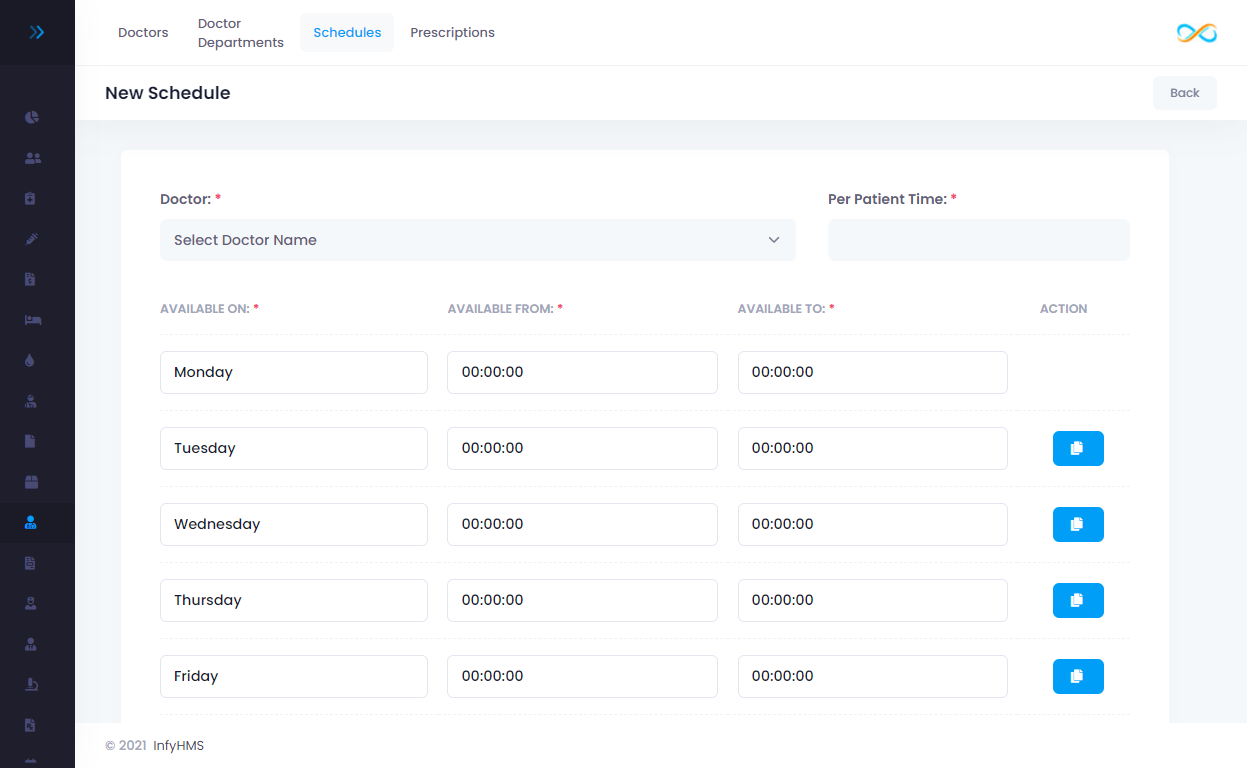 Doctors
Doctor
Departments
Schedules
Prescriptions
New Schedule
Back
Doctor: *
Per Patient Time: *
Select Doctor Name
AVAILABLE ON: *
AVAILABLE FROM: *
AVAILABLE TO: *
ACTION
Monday 00:00:00 00:00:00
Tuesday 00:00:00 00:00:00
Wednesday 00:00:00 00:00:00
Thursday 00:00:00 00:00:00
Friday 00:00:00 00:00:00
© 2021 InfyHMS